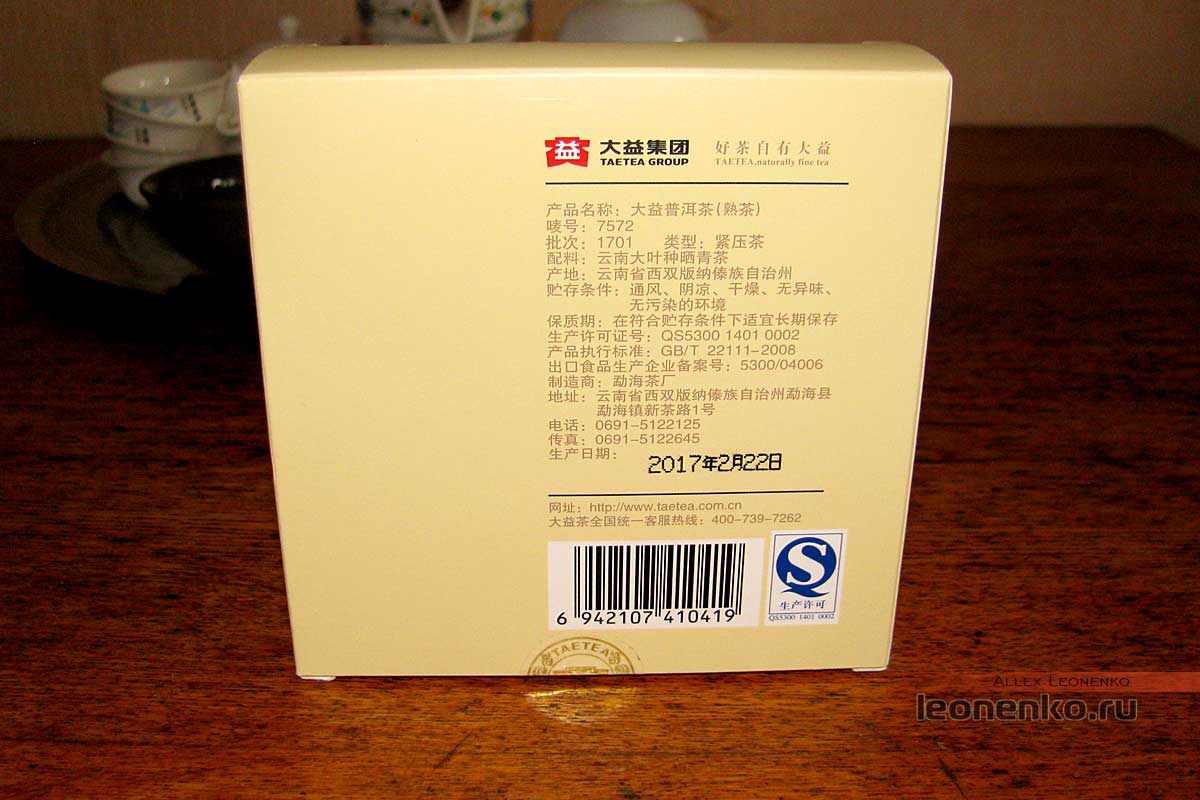 益 大益集团 好茶自有大益
TAETEA GROUP TAETEA,naturally fine tea
产品名称：大益普洱茶(熟茶)
唛号：7572
批次：1701 类型：紧压茶
配料：云南大叶种晒青茶
产地：云南省西双版纳傣族自治州
贮存条件：通风、阴凉、干燥、无异味、
无污染的环境
保质期：在符合贮存条件下适宜长期保存
生产许可证号：QS5300 1401 0002
产品执行标准：GB/T 22111-2008
出口食品生产企业备案号：5300/04006
制造商：勐海茶厂
地址：云南省西双版纳傣族自治州勐海县
勐海镇新茶路1号
电话：0691-5122125
传真：0691-5122645
生产日期：2017年2月22日
网址：http://www.taetea.com.cn
大益茶全国统一客服热线：400-739-7262
6 942107 410419
S
生产许可
QS5300 1401 0002
TAETEA
Allex Leonenko
leonenko.ru